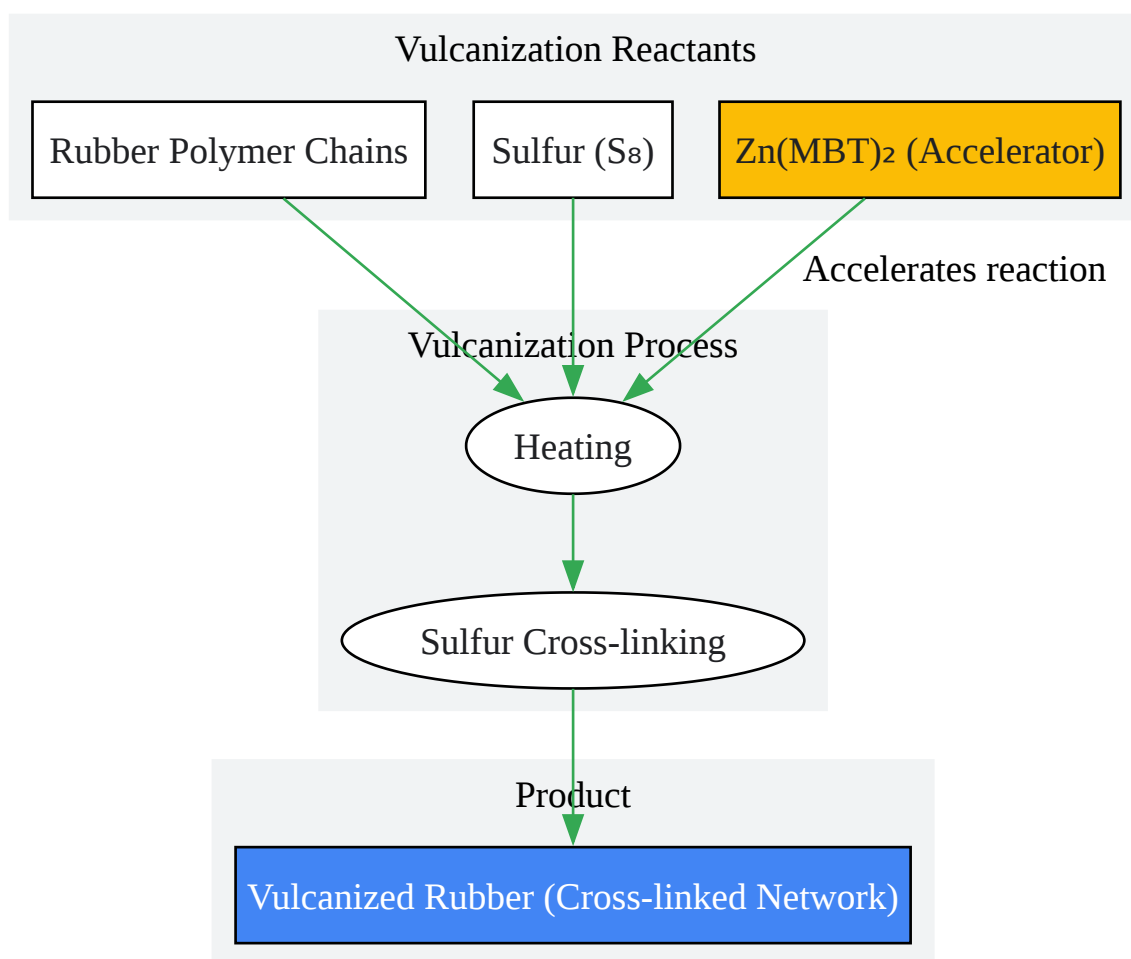 Vulcanization Reactants
Rubber Polymer Chains
Sulfur (S₈)
Zn(MBT)₂ (Accelerator)
Accelerates reaction
Vulcanization Process
Heating
Sulfur Cross-linking
Product
Vulcanized Rubber (Cross-linked Network)